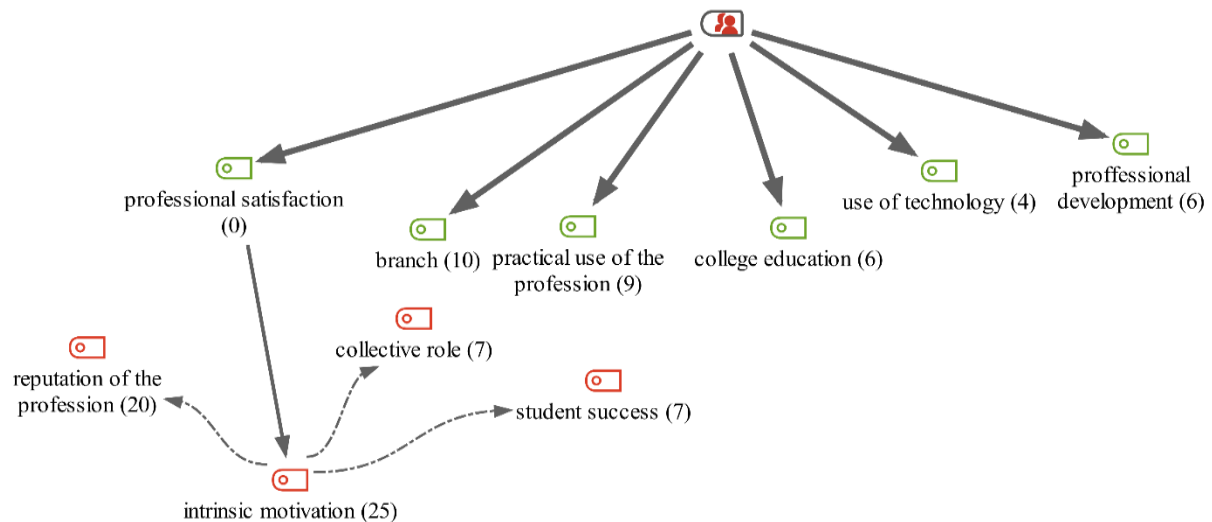 professional satisfaction
(0)
branch (10)
practical use of the
profession (9)
college education (6)
use of technology (4)
proffessional
development (6)
reputation of the
profession (20)
collective role (7)
student success (7)
intrinsic motivation (25)